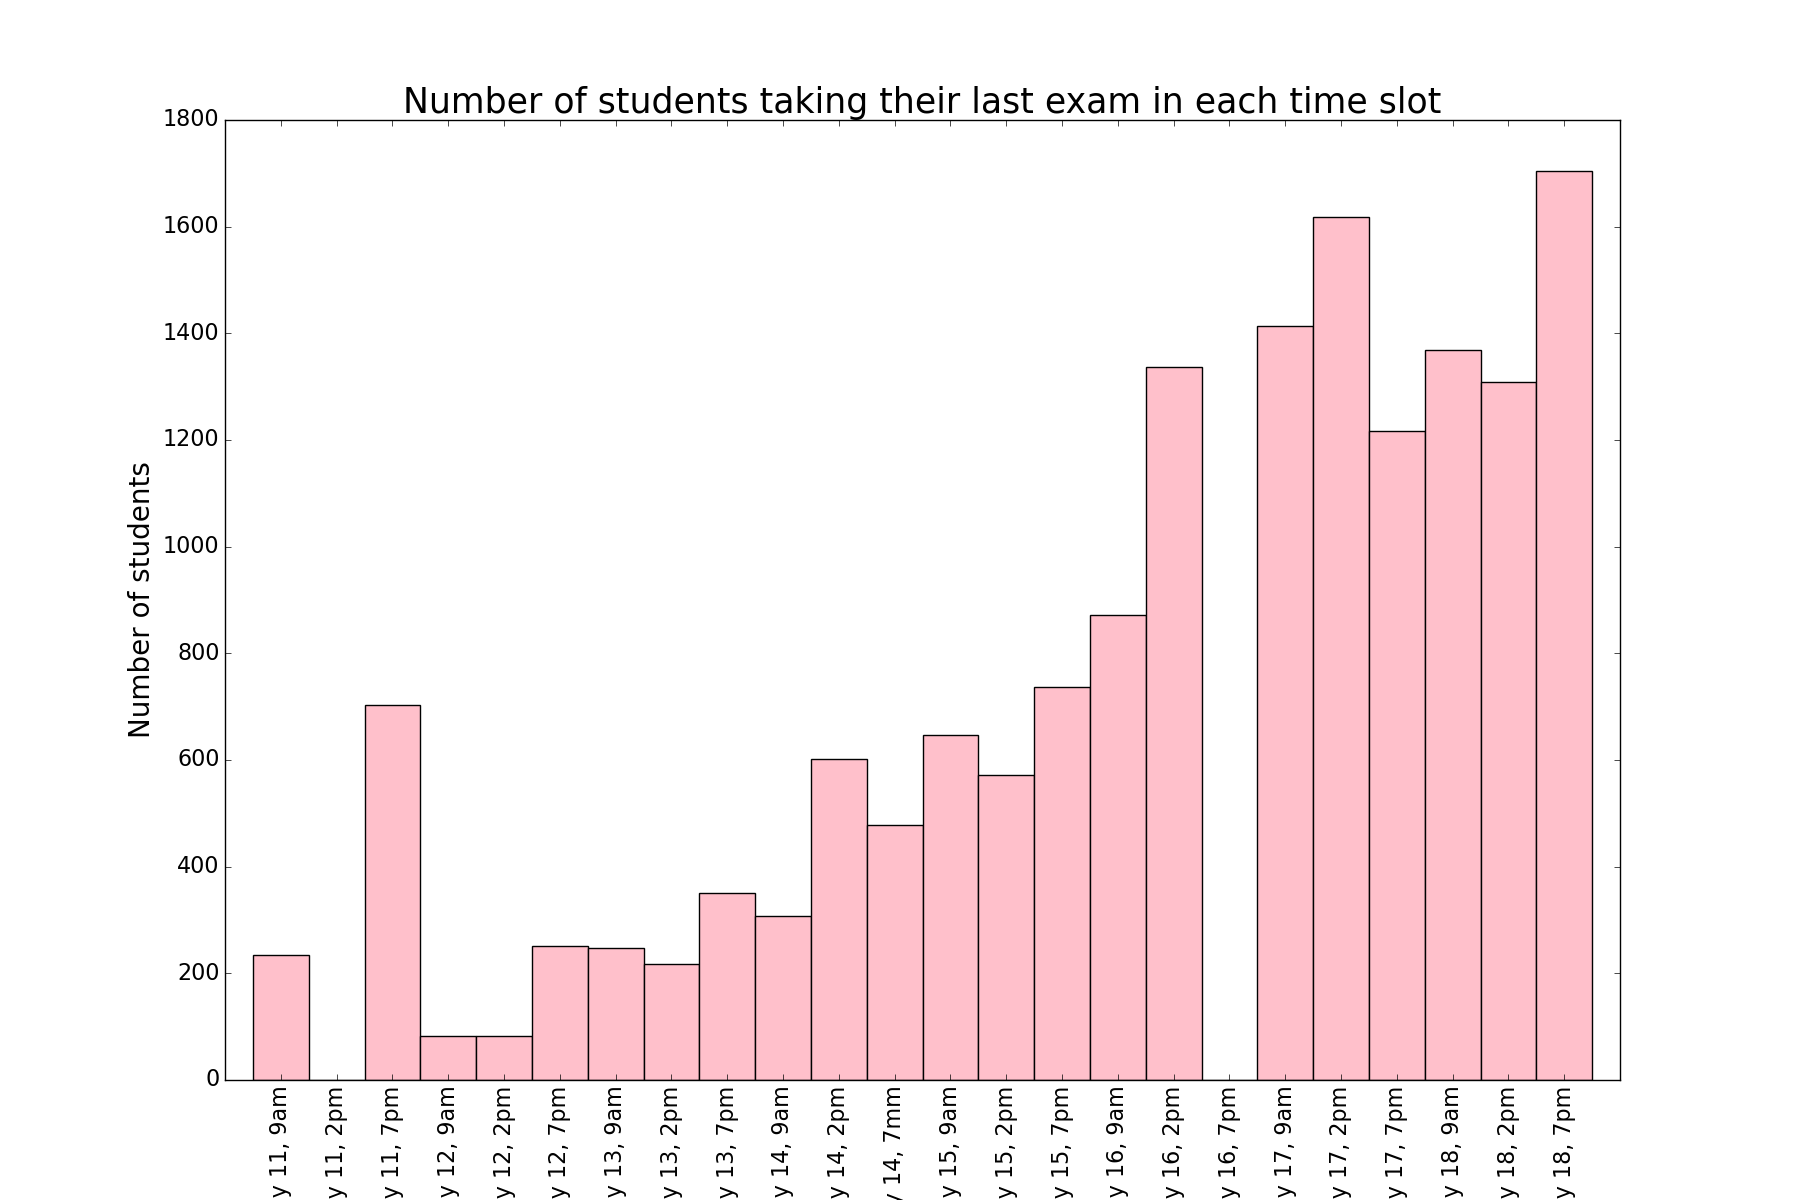 Number of students taking their last exam in each time slot
Number of students
1800
1600
1400
1200
1000
800
600
400
200
0
y 11, 9am
y 11, 2pm
y 11, 7pm
y 12, 9am
y 12, 2pm
y 12, 7pm
y 13, 9am
y 13, 2pm
y 13, 7pm
y 14, 9am
y 14, 2pm
y 14, 7mm
y 15, 9am
y 15, 2pm
y 15, 7pm
y 16, 9am
y 16, 2pm
y 16, 7pm
y 17, 9am
y 17, 2pm
y 17, 7pm
y 18, 9am
y 18, 2pm
y 18, 7pm